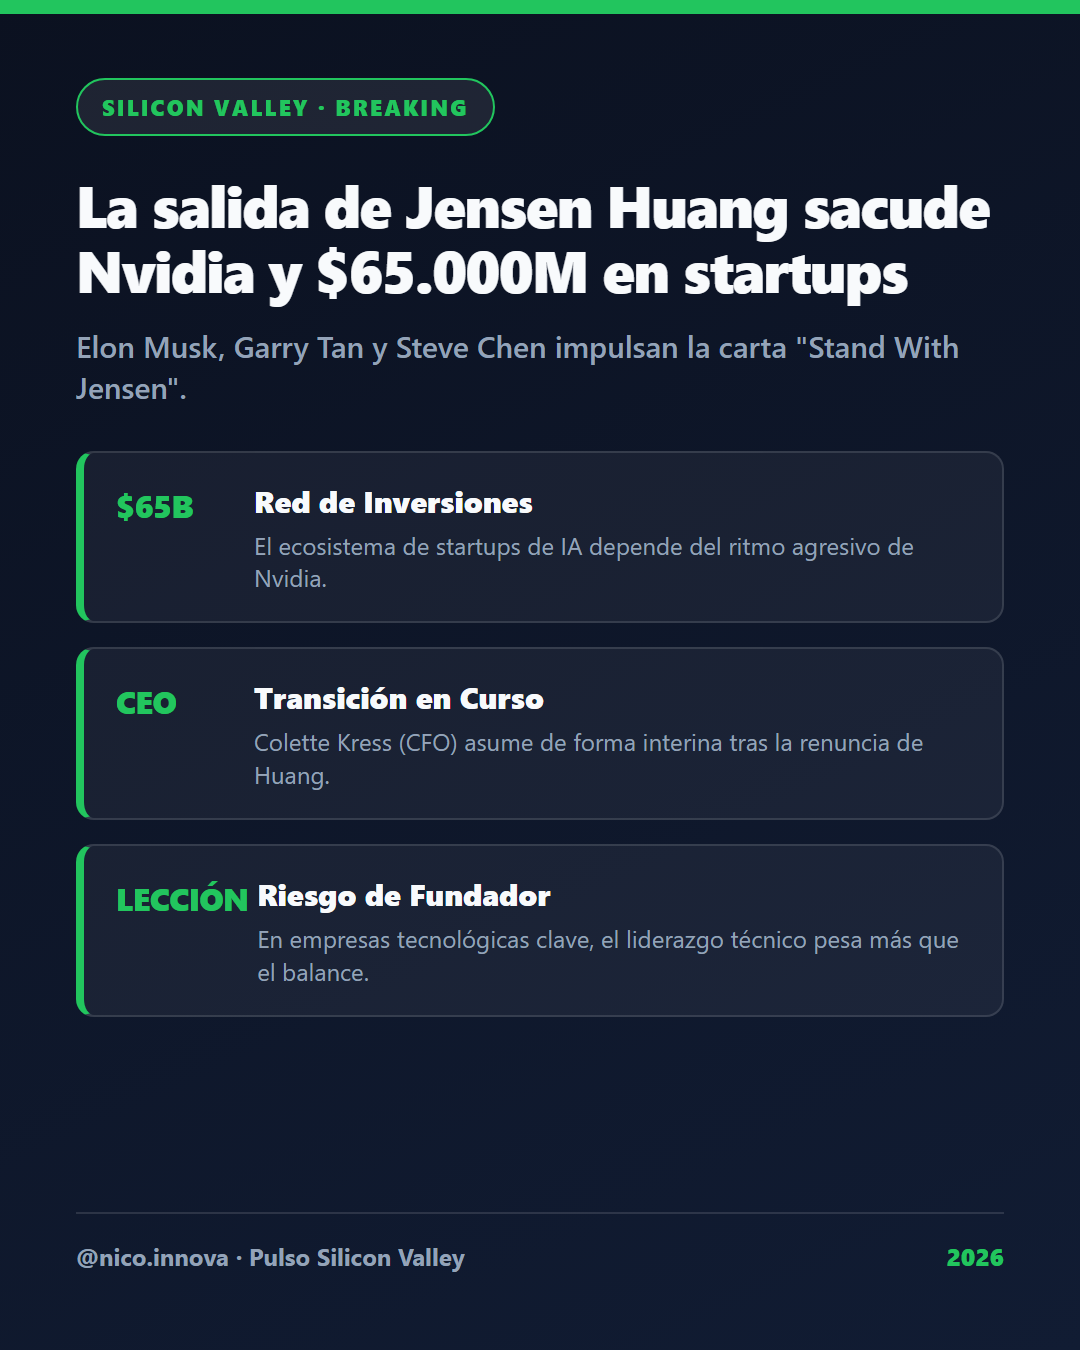 SILICON VALLEY · BREAKING
La salida de Jensen Huang sacude
Nvidia y $65.000M en startups
Elon Musk, Garry Tan y Steve Chen impulsan la carta "Stand With
Jensen".
$65B
Red de Inversiones
El ecosistema de startups de IA depende del ritmo agresivo de
Nvidia.
CEO
Transición en Curso
Colette Kress (CFO) asume de forma interina tras la renuncia de
Huang.
LECCIÓN
Riesgo de Fundador
En empresas tecnológicas clave, el liderazgo técnico pesa más que
el balance.
@nico.innova · Pulso Silicon Valley
2026